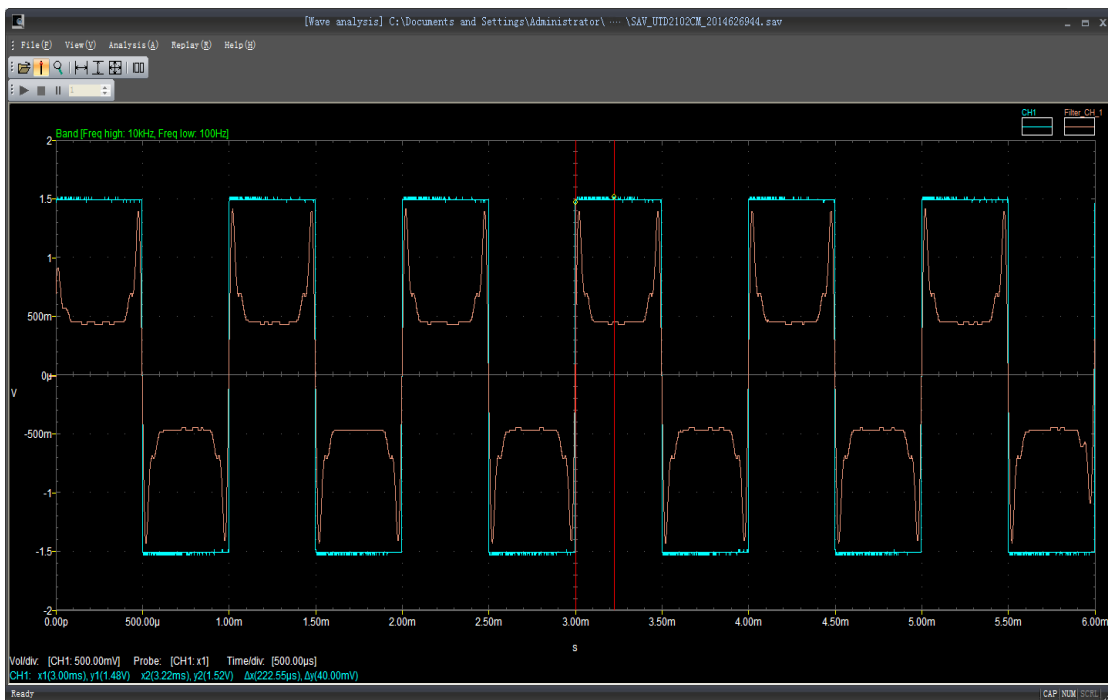 [Wave analysis] C:\Documents and Settings\Administrator\ ···· \SAV_UTD2102CM_2014626944.sav
File(F) View(V) Analysis(A) Replay(R) Help(H)
1
CH1 Filter_CH_1
Band [Freq high: 10kHz, Freq low: 100Hz]
2
1.5
1
500m
0µ
V
-500m
-1
-1.5
-2
0.00p 500.00µ 1.00m 1.50m 2.00m 2.50m 3.00m 3.50m 4.00m 4.50m 5.00m 5.50m 6.00m
s
Vol/div: [CH1: 500.00mV] Probe: [CH1: x1] Time/div: [500.00µs]
CH1: x1(3.00ms), y1(1.48V) x2(3.22ms), y2(1.52V) Δx(222.55µs), Δy(40.00mV)
Ready CAP NUM SCRL